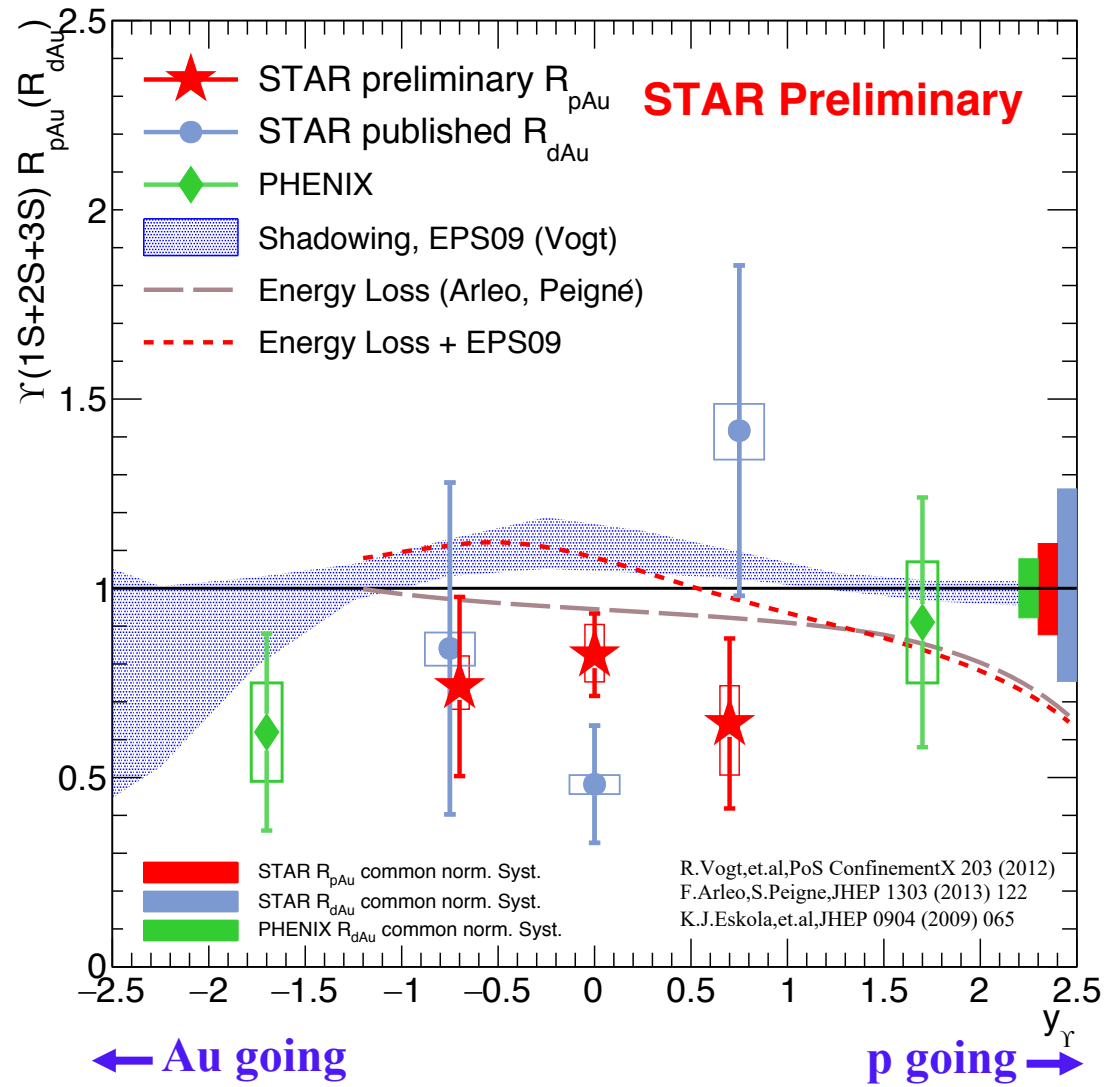 Υ(1S+2S+3S) R_pAu (R_dAu)
2.5
2
1.5
1
0.5
0
STAR preliminary R_pAu
STAR published R_dAu
PHENIX
Shadowing, EPS09 (Vogt)
Energy Loss (Arleo, Peigné)
Energy Loss + EPS09
STAR Preliminary
STAR R_pAu common norm. Syst.
STAR R_dAu common norm. Syst.
PHENIX R_dAu common norm. Syst.
R.Vogt,et.al,PoS ConfinementX 203 (2012)
F.Arleo,S.Peigne,JHEP 1303 (2013) 122
K.J.Eskola,et.al,JHEP 0904 (2009) 065
−2.5 −2 −1.5 −1 −0.5 0 0.5 1 1.5 2 2.5
y_Υ
Au going
p going